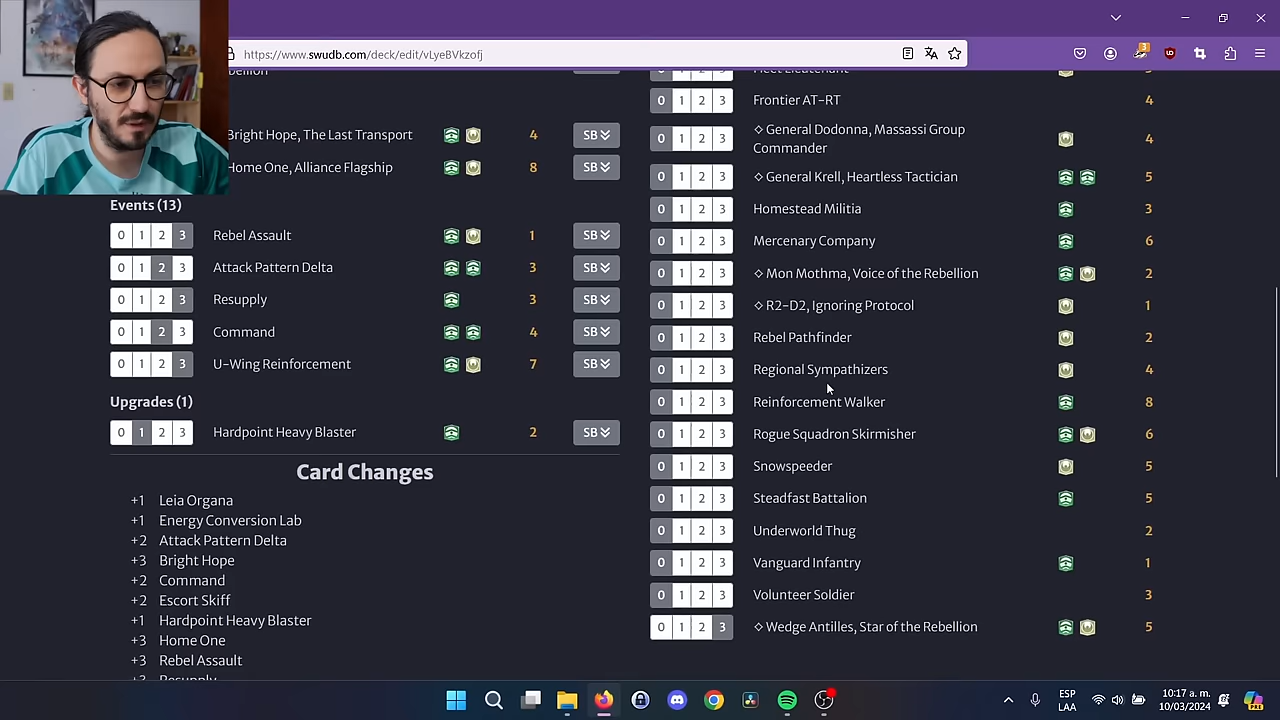 https://www.swudb.com/deck/edit/vLyeBVkzofj
3
Bright Hope, The Last Transport 4 SB
Home One, Alliance Flagship 8 SB
Events (13)
0 1 2 3 Rebel Assault 1 SB
0 1 2 3 Attack Pattern Delta 3 SB
0 1 2 3 Resupply 3 SB
0 1 2 3 Command 4 SB
0 1 2 3 U-Wing Reinforcement 7 SB
Upgrades (1)
0 1 2 3 Hardpoint Heavy Blaster 2 SB
Card Changes
+1 Leia Organa
+1 Energy Conversion Lab
+2 Attack Pattern Delta
+3 Bright Hope
+2 Command
+2 Escort Skiff
+1 Hardpoint Heavy Blaster
+3 Home One
+3 Rebel Assault
+3 Resupply
0 1 2 3 Fleet Lieutenant
0 1 2 3 Frontier AT-RT 4
0 1 2 3 General Dodonna, Massassi Group
Commander 4
0 1 2 3 General Krell, Heartless Tactician 5
0 1 2 3 Homestead Militia 3
0 1 2 3 Mercenary Company 6
0 1 2 3 Mon Mothma, Voice of the Rebellion 2
0 1 2 3 R2-D2, Ignoring Protocol 1
0 1 2 3 Rebel Pathfinder 2
0 1 2 3 Regional Sympathizers 4
0 1 2 3 Reinforcement Walker 8
0 1 2 3 Rogue Squadron Skirmisher 6
0 1 2 3 Snowspeeder 5
0 1 2 3 Steadfast Battalion 5
0 1 2 3 Underworld Thug 2
0 1 2 3 Vanguard Infantry 1
0 1 2 3 Volunteer Soldier 3
0 1 2 3 Wedge Antilles, Star of the Rebellion 5
ESP
LAA
10:17 a. m.
10/03/2024